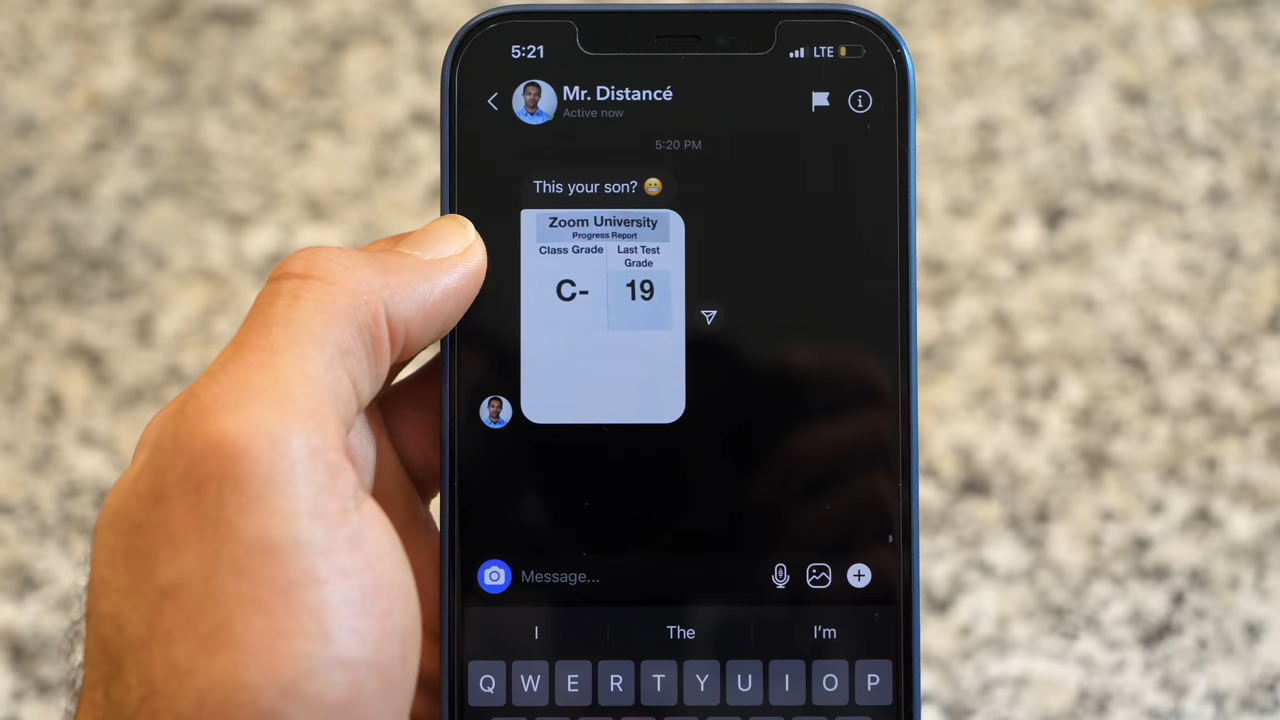 5:21
LTE
Mr. Distancé
Active now
5:20 PM
This your son? 😬
Zoom University
Progress Report
Class Grade
Last Test
Grade
C-
19
Message...
I
The
I'm
Q W E R T Y U I O P